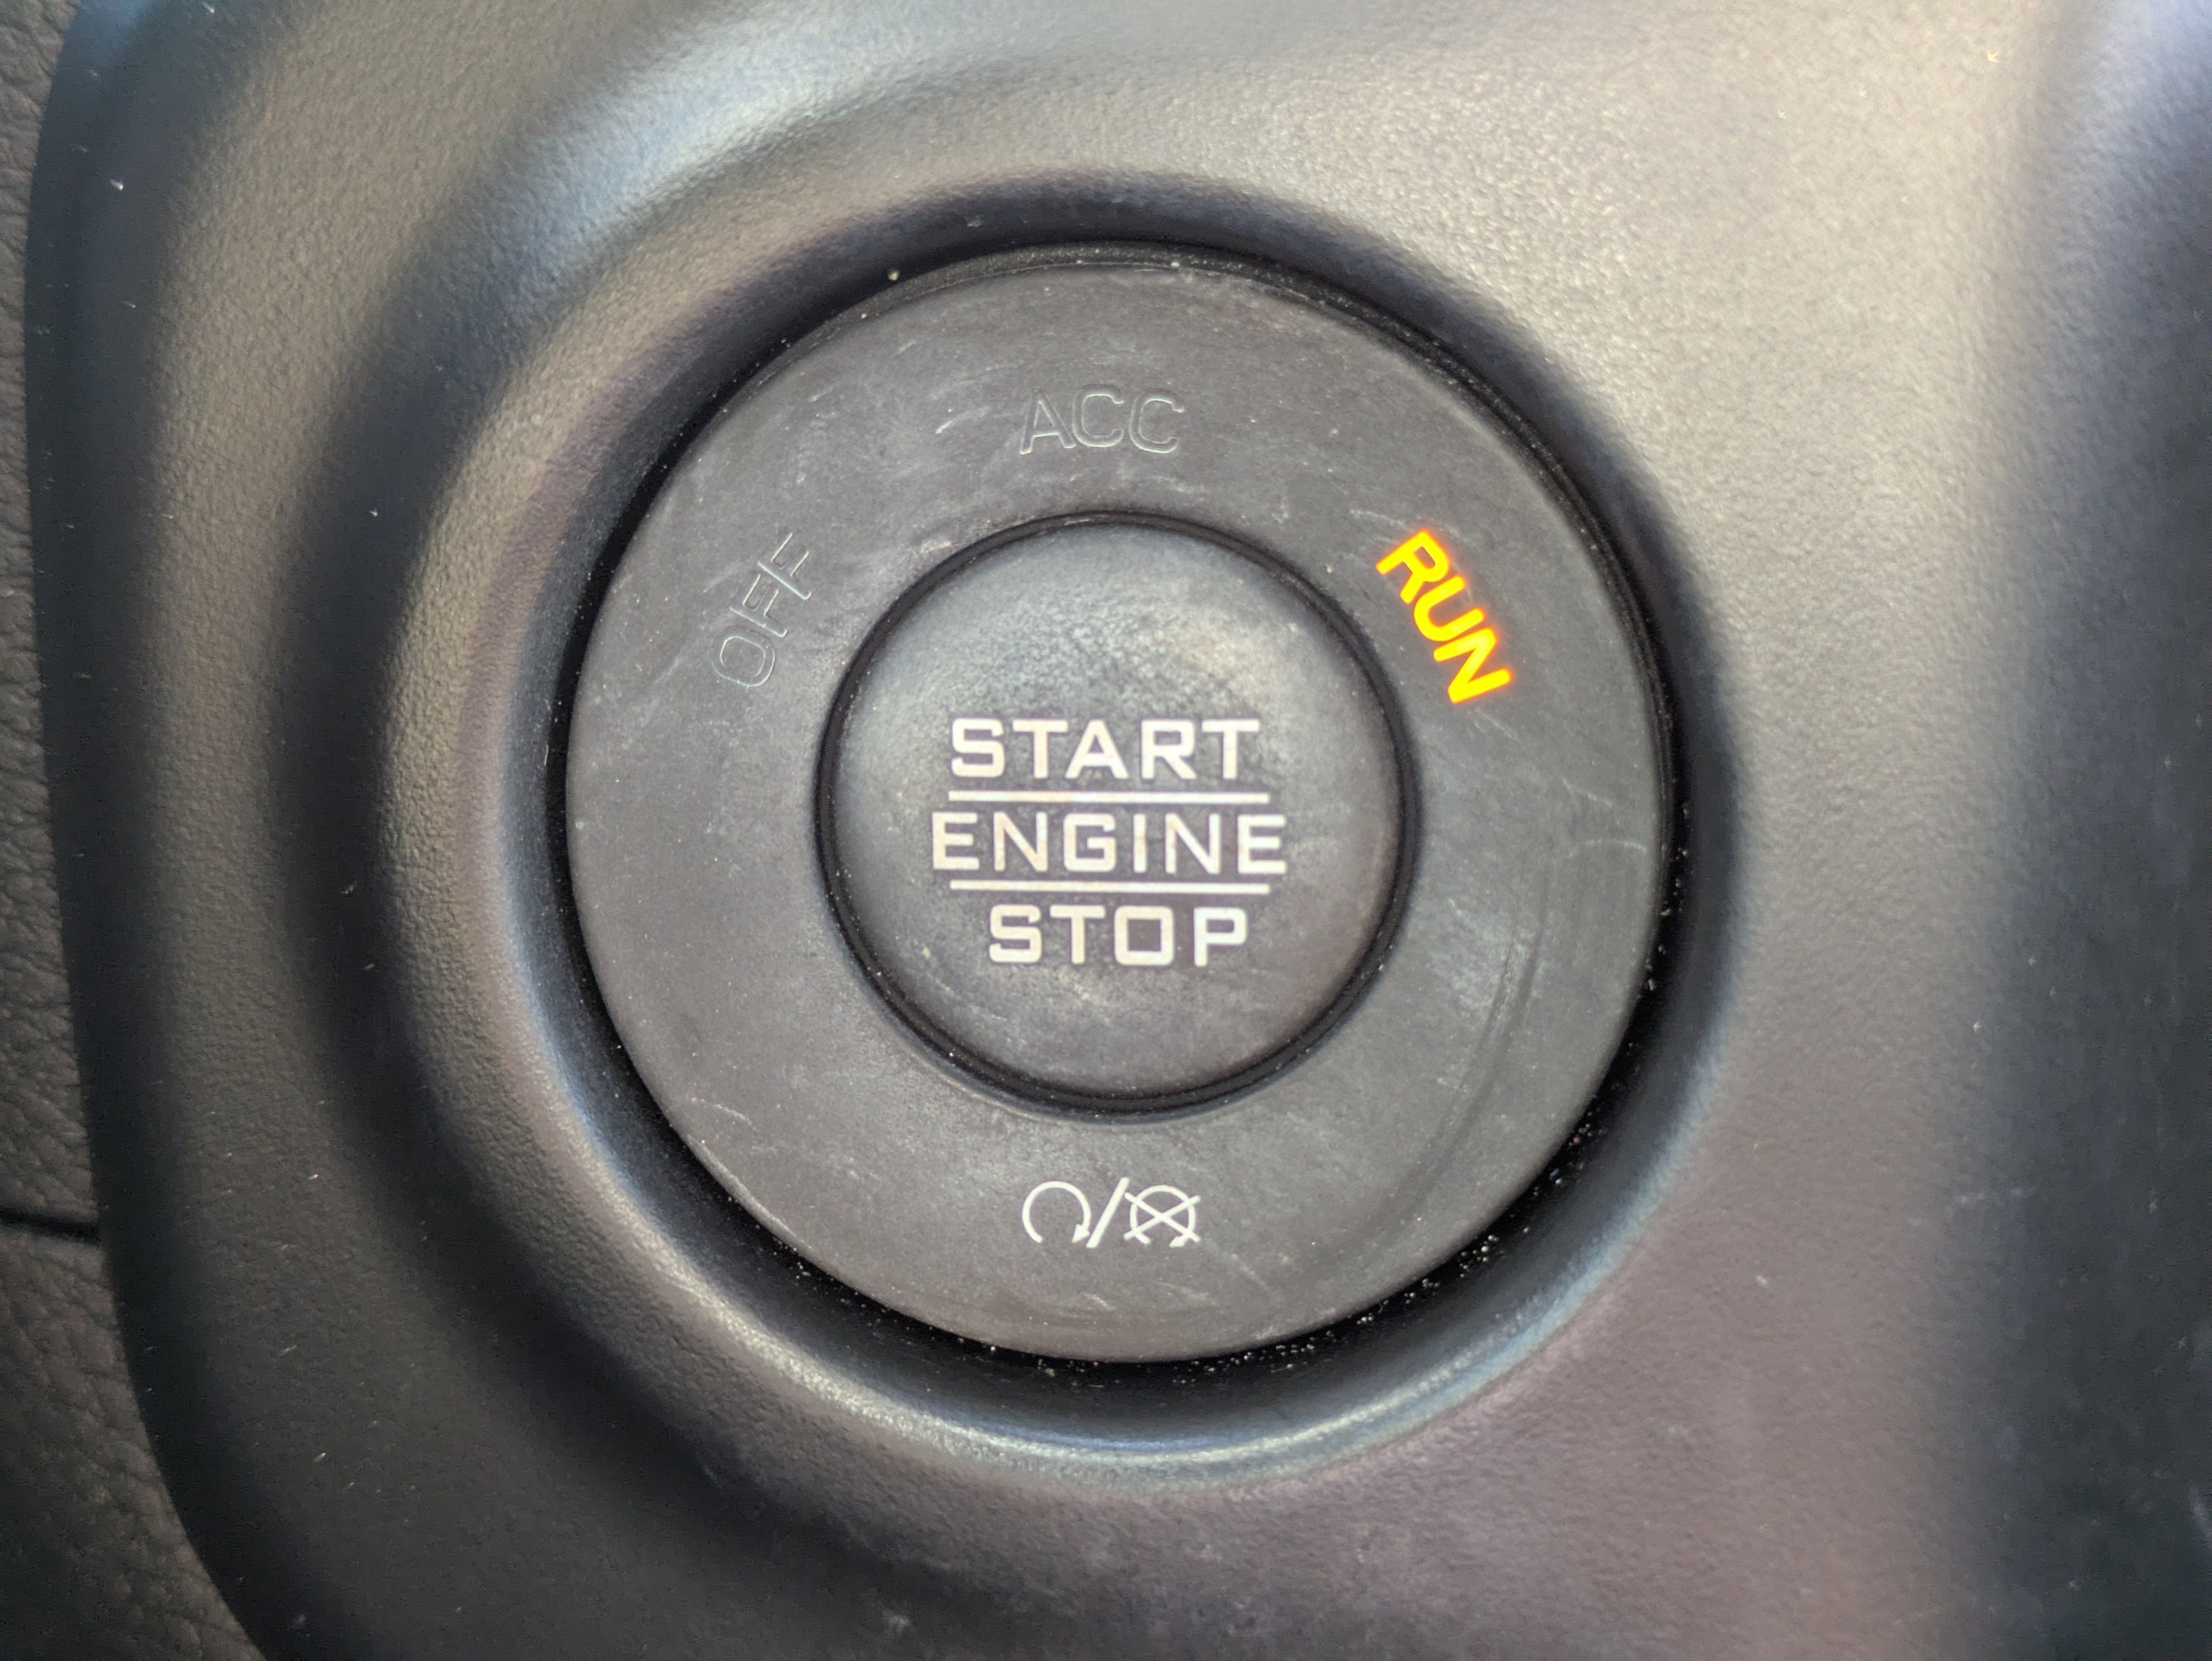 ACC
OFF
RUN
START
ENGINE
STOP